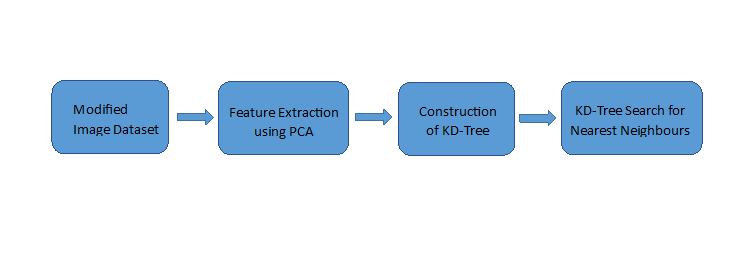 Modified
Image Dataset
Feature Extraction
using PCA
Construction
of KD-Tree
KD-Tree Search for
Nearest Neighbours